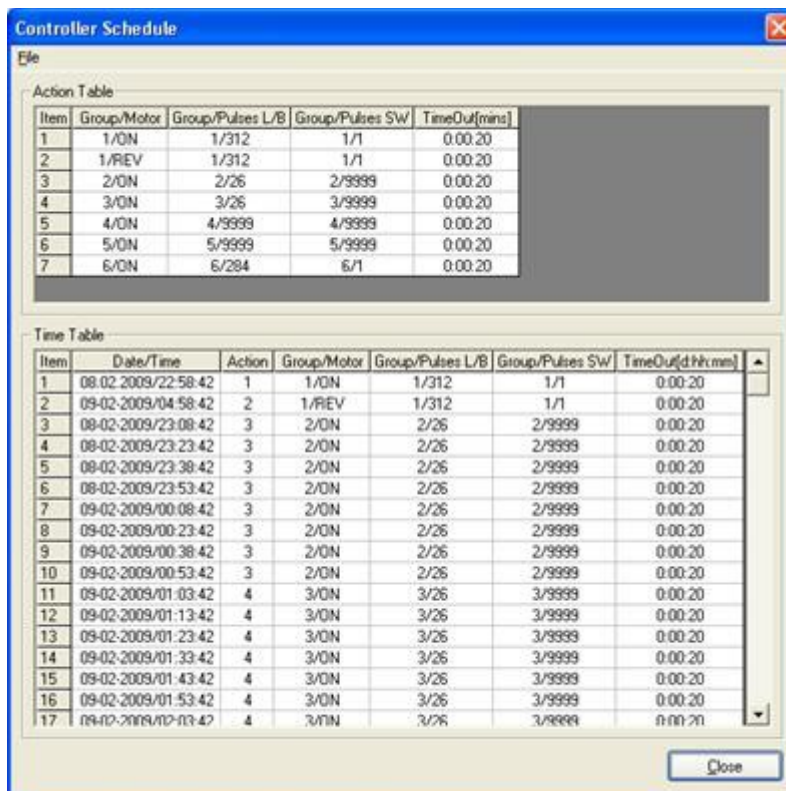 Controller Schedule
File
Action Table
Item Group/Motor Group/Pulses L/B Group/Pulses SW TimeOut[mins]
1 1/ON 1/312 1/1 0:00:20
2 1/REV 1/312 1/1 0:00:20
3 2/ON 2/26 2/9999 0:00:20
4 3/ON 3/26 3/9999 0:00:20
5 4/ON 4/9999 4/9999 0:00:20
6 5/ON 5/9999 5/9999 0:00:20
7 6/ON 6/284 6/1 0:00:20
Time Table
Item Date/Time Action Group/Motor Group/Pulses L/B Group/Pulses SW TimeOut[d:hh:mm]
1 08.02.2009/22:58:42 1 1/ON 1/312 1/1 0:00:20
2 09-02-2009/04:58:42 2 1/REV 1/312 1/1 0:00:20
3 08-02-2009/23:08:42 3 2/ON 2/26 2/9999 0:00:20
4 08-02-2009/23:23:42 3 2/ON 2/26 2/9999 0:00:20
5 08-02-2009/23:38:42 3 2/ON 2/26 2/9999 0:00:20
6 08-02-2009/23:53:42 3 2/ON 2/26 2/9999 0:00:20
7 09-02-2009/00:08:42 3 2/ON 2/26 2/9999 0:00:20
8 09-02-2009/00:23:42 3 2/ON 2/26 2/9999 0:00:20
9 09-02-2009/00:38:42 3 2/ON 2/26 2/9999 0:00:20
10 09-02-2009/00:53:42 3 2/ON 2/26 2/9999 0:00:20
11 09-02-2009/01:03:42 4 3/ON 3/26 3/9999 0:00:20
12 09-02-2009/01:13:42 4 3/ON 3/26 3/9999 0:00:20
13 09-02-2009/01:23:42 4 3/ON 3/26 3/9999 0:00:20
14 09-02-2009/01:33:42 4 3/ON 3/26 3/9999 0:00:20
15 09-02-2009/01:43:42 4 3/ON 3/26 3/9999 0:00:20
16 09-02-2009/01:53:42 4 3/ON 3/26 3/9999 0:00:20
17 09-02-2009/02:03:42 4 3/ON 3/26 3/9999 0:00:20
Close